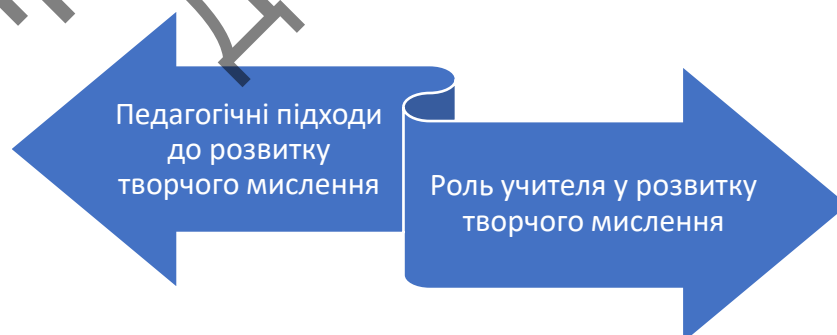 Педагогічні підходи
до розвитку
творчого мислення
Роль учителя у розвитку
творчого мислення